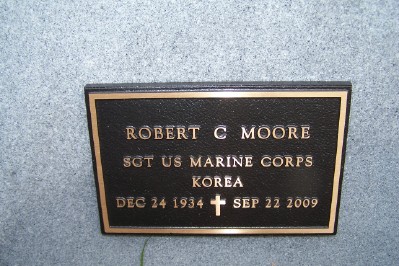 ROBERT C MOORE
SGT US MARINE CORPS
KOREA
DEC 24 1934 ✝ SEP 22 2009